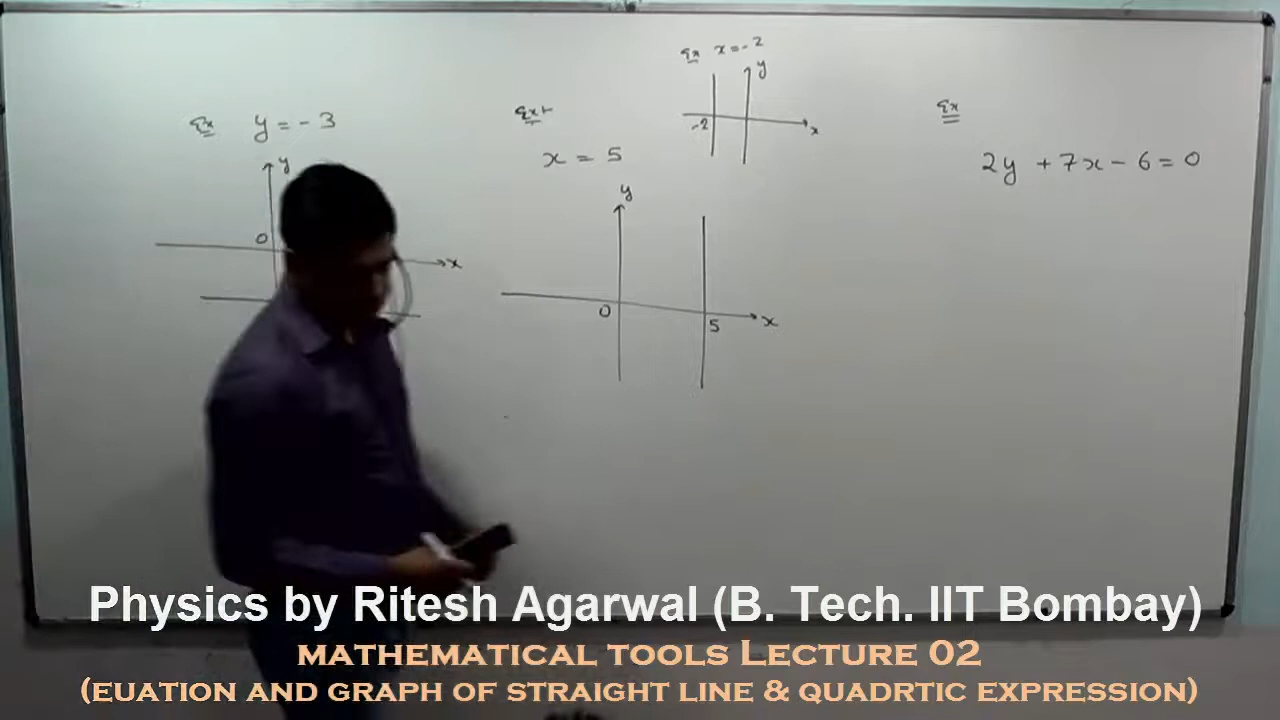 Ex y = - 3
y
0
x
Ex
x = 5
y
0
5
x
Ex x = - 2
y
-2
x
Ex
2y + 7x - 6 = 0
Physics by Ritesh Agarwal (B. Tech. IIT Bombay)
MATHEMATICAL TOOLS LECTURE 02
(EUATION AND GRAPH OF STRAIGHT LINE & QUADRTIC EXPRESSION)